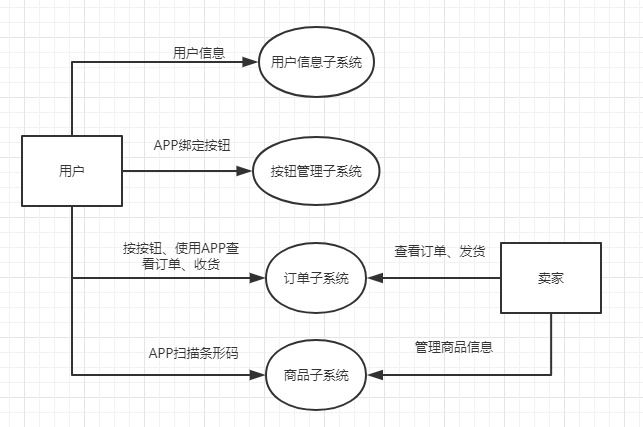 用户信息
用户信息子系统
APP绑定按钮
用户
按钮管理子系统
按按钮、使用APP查
看订单、收货
订单子系统
查看订单、发货
卖家
APP扫描条形码
商品子系统
管理商品信息